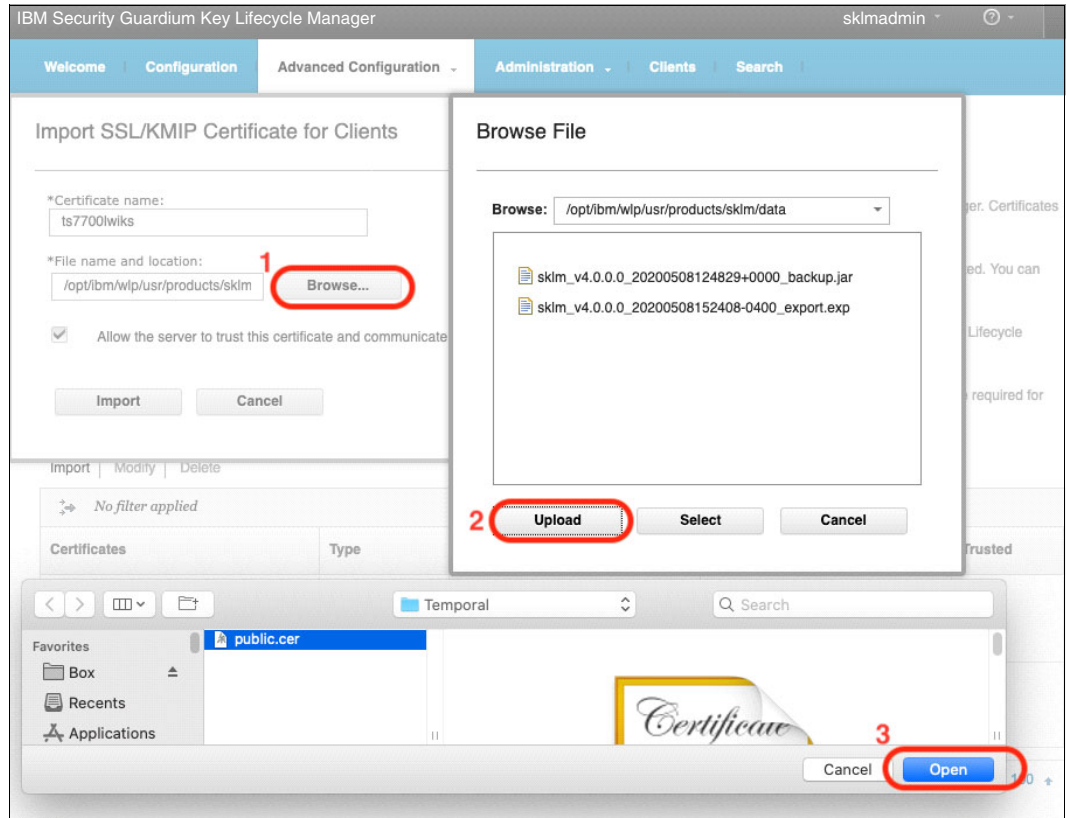 IBM Security Guardium Key Lifecycle Manager sklmadmin
Welcome Configuration Advanced Configuration Administration Clients Search
Import SSL/KMIP Certificate for Clients
*Certificate name:
ts7700lwiks
*File name and location:
1
/opt/ibm/wlp/usr/products/sklm Browse...
Allow the server to trust this certificate and communicate
Import Cancel
Browse File
Browse: /opt/ibm/wlp/usr/products/sklm/data
sklm_v4.0.0.0_20200508124829+0000_backup.jar
sklm_v4.0.0.0_20200508152408-0400_export.exp
2 Upload Select Cancel
ger. Certificates
ed. You can
Lifecycle
required for
Import Modify Delete
No filter applied
Certificates Type Trusted
Temporal Search
Favorites
Box
Recents
Applications
public.cer
Certificate
3
Cancel Open